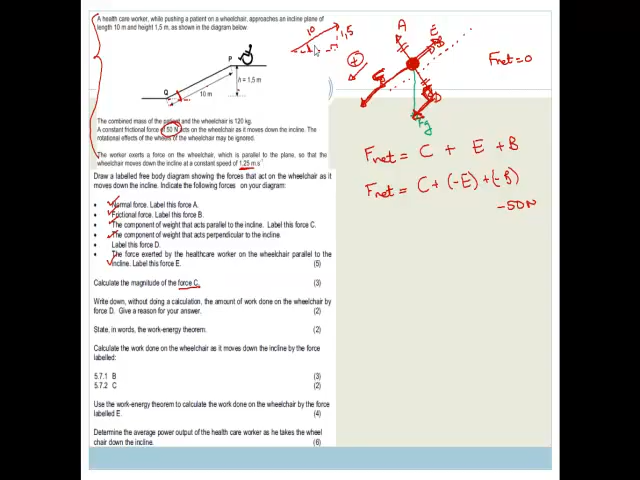 A health care worker, while pushing a patient on a wheelchair, approaches an incline plane of
length 10 m and height 1,5 m, as shown in the diagram below.
10
1,5
P
Q
10 m
h = 1,5 m
The combined mass of the patient and the wheelchair is 120 kg.
A constant frictional force of 50 N acts on the wheelchair as it moves down the incline. The
rotational effects of the wheels of the wheelchair may be ignored.
The worker exerts a force on the wheelchair, which is parallel to the plane, so that the
wheelchair moves down the incline at a constant speed of 1,25 m.s
Draw a labelled free body diagram showing the forces that act on the wheelchair as it
moves down the incline. Indicate the following forces on your diagram:
Normal force. Label this force A.
Frictional force. Label this force B.
The component of weight that acts parallel to the incline. Label this force C.
The component of weight that acts perpendicular to the incline.
Label this force D.
The force exerted by the healthcare worker on the wheelchair parallel to the
incline. Label this force E. (5)
Calculate the magnitude of the force C. (3)
Write down, without doing a calculation, the amount of work done on the wheelchair by
force D. Give a reason for your answer. (2)
State, in words, the work-energy theorem. (2)
Calculate the work done on the wheelchair as it moves down the incline by the force
labelled:
5.7.1 B (3)
5.7.2 C (2)
Use the work-energy theorem to calculate the work done on the wheelchair by the force
labelled E. (4)
Determine the average power output of the health care worker as he takes the wheel
chair down the incline. (6)
A
E
B
+
Fg
Fnet = 0
Fnet = C + E + B
Fnet = C + (-E) + (-B)
-50N